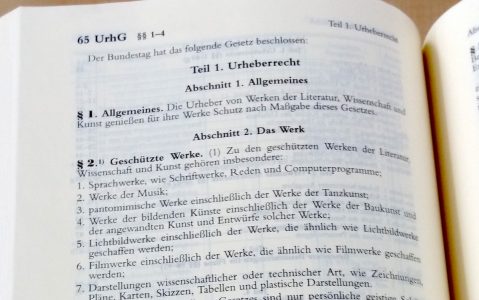 65 UrhG §§ 1–4
Teil 1. Urheberrecht
Der Bundestag hat das folgende Gesetz beschlossen:
Teil 1. Urheberrecht
Abschnitt 1. Allgemeines
§ 1. Allgemeines. Die Urheber von Werken der Literatur, Wissenschaft und
Kunst genießen für ihre Werke Schutz nach Maßgabe dieses Gesetzes.
Abschnitt 2. Das Werk
§ 2.1) Geschützte Werke. (1) Zu den geschützten Werken der Literatur,
Wissenschaft und Kunst gehören insbesondere:
1. Sprachwerke, wie Schriftwerke, Reden und Computerprogramme;
2. Werke der Musik;
3. pantomimische Werke einschließlich der Werke der Tanzkunst;
4. Werke der bildenden Künste einschließlich der Werke der Baukunst und
der angewandten Kunst und Entwürfe solcher Werke;
5. Lichtbildwerke einschließlich der Werke, die ähnlich wie Lichtbildwerke
geschaffen werden;
6. Filmwerke einschließlich der Werke, die ähnlich wie Filmwerke geschaffen
werden;
7. Darstellungen wissenschaftlicher oder technischer Art, wie Zeichnungen,
Pläne, Karten, Skizzen, Tabellen und plastische Darstellungen.
Gesetzes sind nur persönliche geistige